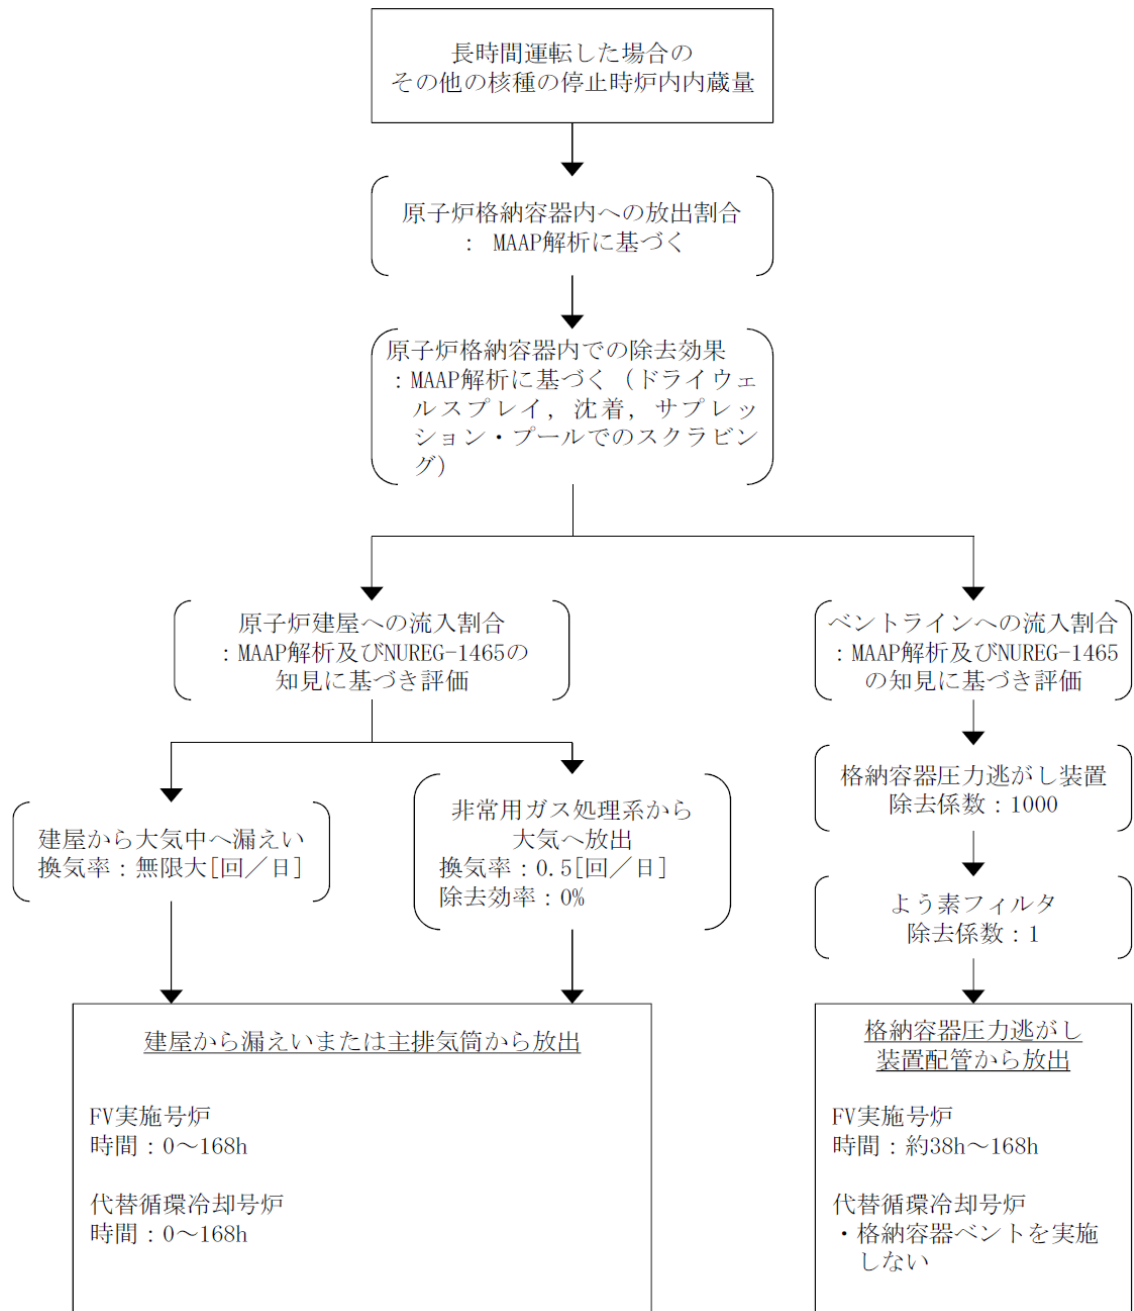 長時間運転した場合の
その他の核種の停止時炉内内蔵量
原子炉格納容器内への放出割合
： MAAP解析に基づく
原子炉格納容器内での除去効果
：MAAP解析に基づく（ドライウェ
ルスプレイ，沈着，サプレッ
ション・プールでのスクラビン
グ）
原子炉建屋への流入割合
：MAAP解析及びNUREG-1465の
知見に基づき評価
ベントラインへの流入割合
：MAAP解析及びNUREG-1465
の知見に基づき評価
建屋から大気中へ漏えい
換気率：無限大[回／日]
非常用ガス処理系から
大気へ放出
換気率：0.5[回／日]
除去効率：0%
格納容器圧力逃がし装置
除去係数：1000
よう素フィルタ
除去係数：1
建屋から漏えいまたは主排気筒から放出
FV実施号炉
時間：0～168h
代替循環冷却号炉
時間：0～168h
格納容器圧力逃がし
装置配管から放出
FV実施号炉
時間：約38h～168h
代替循環冷却号炉
・格納容器ベントを実施
しない